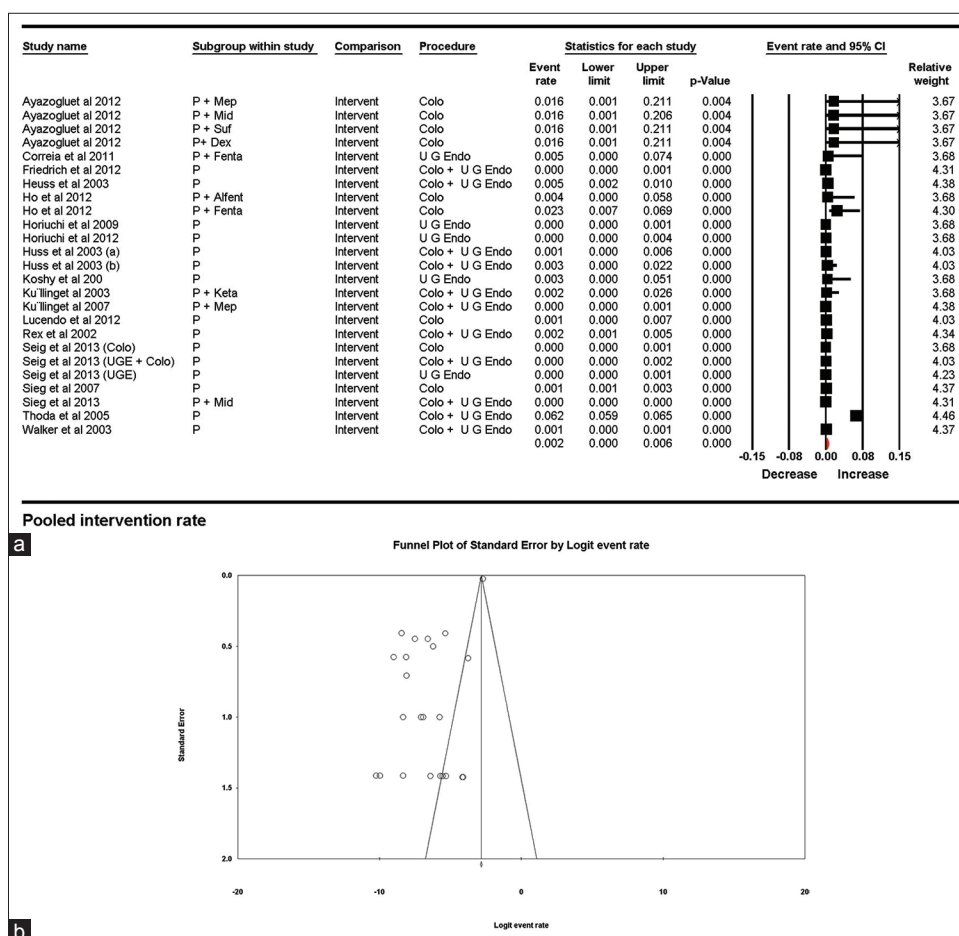 Study name Subgroup within study Comparison Procedure Statistics for each study Event rate and 95% CI
Event rate Lower limit Upper limit p-Value Relative weight
Ayazogluet al 2012 P + Mep Intervent Colo 0.016 0.001 0.211 0.004 3.67
Ayazogluet al 2012 P + Mid Intervent Colo 0.016 0.001 0.206 0.004 3.67
Ayazogluet al 2012 P + Suf Intervent Colo 0.016 0.001 0.211 0.004 3.67
Ayazogluet al 2012 P+ Dex Intervent Colo 0.016 0.001 0.211 0.004 3.67
Correia et al 2011 P + Fenta Intervent U G Endo 0.005 0.000 0.074 0.000 3.68
Friedrich et al 2012 P Intervent Colo + U G Endo 0.000 0.000 0.001 0.000 4.31
Heuss et al 2003 P Intervent Colo + U G Endo 0.005 0.002 0.010 0.000 4.38
Ho et al 2012 P + Alfent Intervent Colo 0.004 0.000 0.058 0.000 3.68
Ho et al 2012 P + Fenta Intervent Colo 0.023 0.007 0.069 0.000 4.30
Horiuchi et al 2009 P Intervent U G Endo 0.000 0.000 0.001 0.000 3.68
Horiuchi et al 2012 P Intervent U G Endo 0.000 0.000 0.004 0.000 3.68
Huss et al 2003 (a) P Intervent Colo + U G Endo 0.001 0.000 0.006 0.000 4.03
Huss et al 2003 (b) P Intervent Colo + U G Endo 0.003 0.000 0.022 0.000 4.03
Koshy et al 200 P Intervent U G Endo 0.003 0.000 0.051 0.000 3.68
Ku¨llinget al 2003 P + Keta Intervent Colo + U G Endo 0.002 0.000 0.026 0.000 3.68
Ku¨llinget al 2007 P + Mep Intervent Colo + U G Endo 0.000 0.000 0.001 0.000 4.38
Lucendo et al 2012 P Intervent Colo 0.001 0.000 0.007 0.000 4.03
Rex et al 2002 P Intervent Colo + U G Endo 0.002 0.001 0.005 0.000 4.34
Seig et al 2013 (Colo) P Intervent Colo 0.000 0.000 0.001 0.000 3.68
Seig et al 2013 (UGE + Colo) P Intervent Colo + U G Endo 0.000 0.000 0.002 0.000 4.03
Seig et al 2013 (UGE) P Intervent U G Endo 0.000 0.000 0.001 0.000 4.23
Sieg et al 2007 P Intervent Colo 0.001 0.001 0.003 0.000 4.37
Sieg et al 2013 P + Mid Intervent Colo + U G Endo 0.000 0.000 0.000 0.000 4.31
Thoda et al 2005 P Intervent Colo + U G Endo 0.062 0.059 0.065 0.000 4.46
Walker et al 2003 P Intervent Colo + U G Endo 0.001 0.000 0.001 0.000 4.37
0.002 0.000 0.006 0.000
-0.15 -0.08 0.00 0.08 0.15
Decrease Increase
Pooled intervention rate
a
Funnel Plot of Standard Error by Logit event rate
0.0
0.5
1.0
1.5
2.0
Standard Error
-20 -10 0 10 20
Logit event rate
b